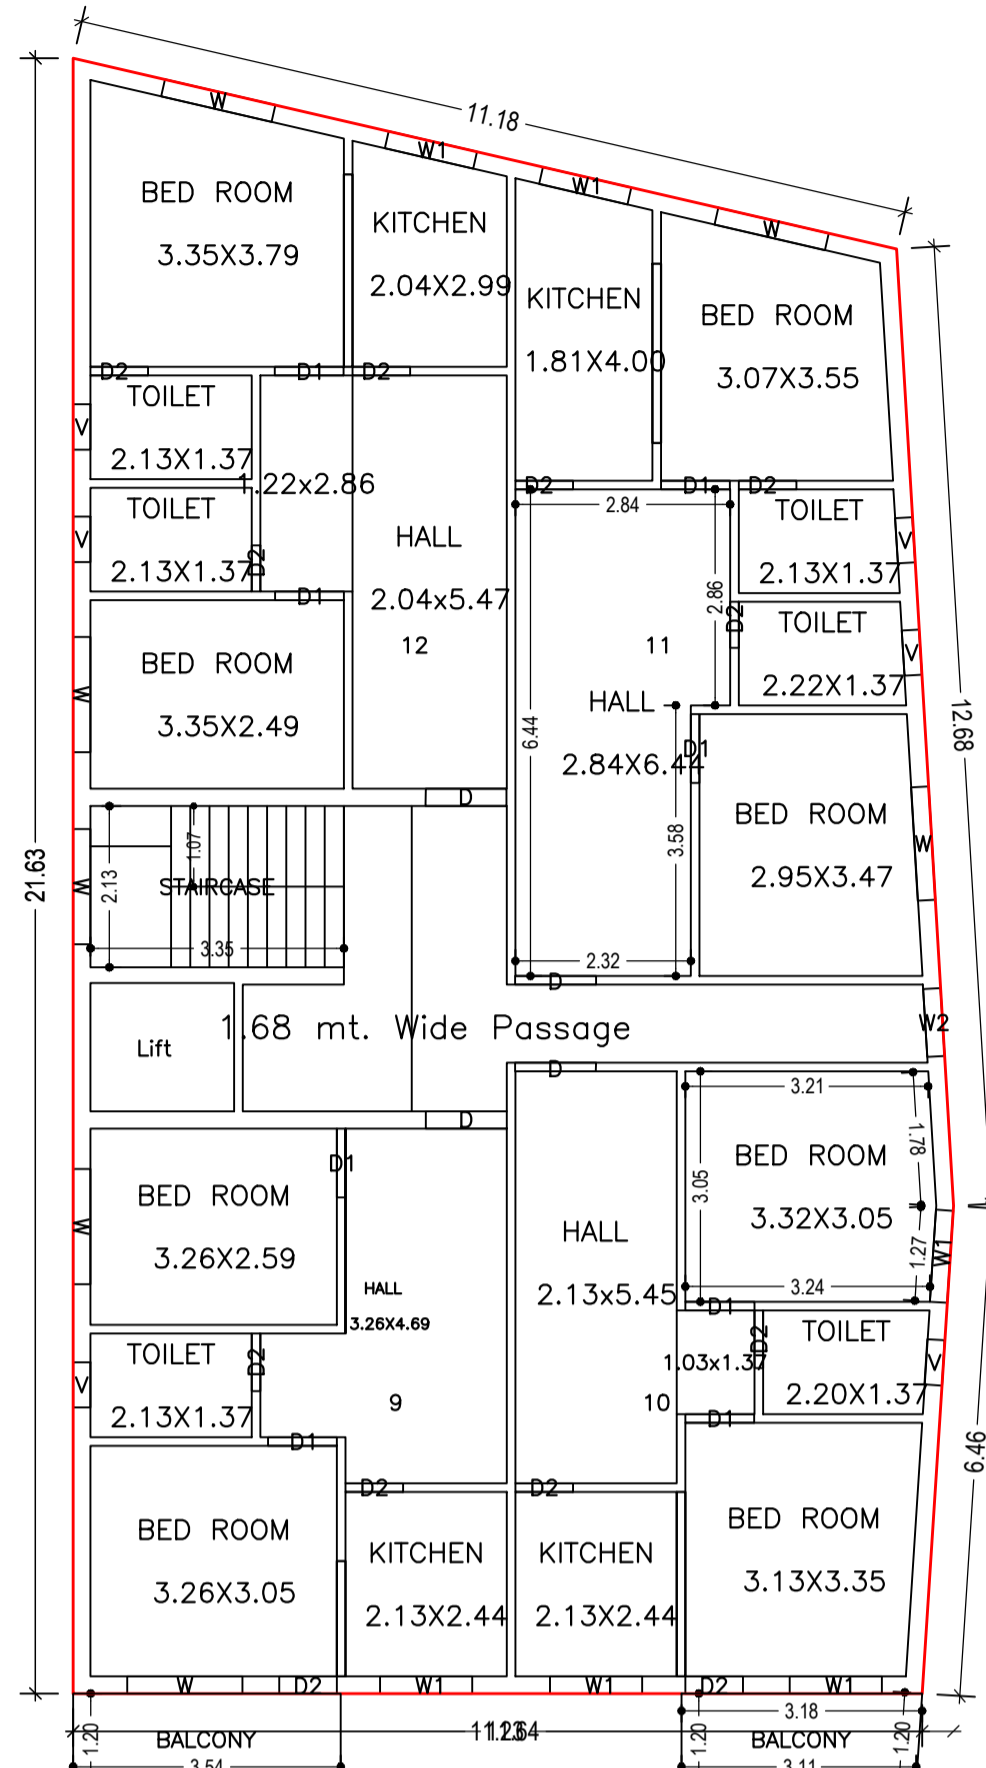 11.18
W
W1
W1
W
BED ROOM
3.35X3.79
KITCHEN
2.04X2.99
KITCHEN
1.81X4.00
BED ROOM
3.07X3.55
D2
D1
D2
TOILET
2.13X1.37
V
1.22x2.86
D2
D1
D2
2.84
TOILET
2.13X1.37
V
TOILET
2.13X1.37
V
D2
D1
HALL
2.04x5.47
12
2.86
D2
TOILET
2.22X1.37
V
11
BED ROOM
3.35X2.49
W
HALL
2.84X6.44
6.44
D1
3.58
12.68
BED ROOM
2.95X3.47
W
D
21.63
W
2.13
1.07
STAIRCASE
3.35
2.32
D
Lift
1.68 mt. Wide Passage
W2
D
D
3.21
BED ROOM
3.32X3.05
3.05
1.78
1.27
3.24
W1
D1
BED ROOM
3.26X2.59
W
HALL
3.26X4.69
HALL
2.13x5.45
D1
D2
1.03x1.37
TOILET
2.20X1.37
V
D1
TOILET
2.13X1.37
V
D2
9
10
D1
6.46
D2
D2
BED ROOM
3.26X3.05
KITCHEN
2.13X2.44
KITCHEN
2.13X2.44
BED ROOM
3.13X3.35
W
D2
W1
W1
D2
W1
1.20
BALCONY
3.54
3.18
1.20
BALCONY
1.20
3.11